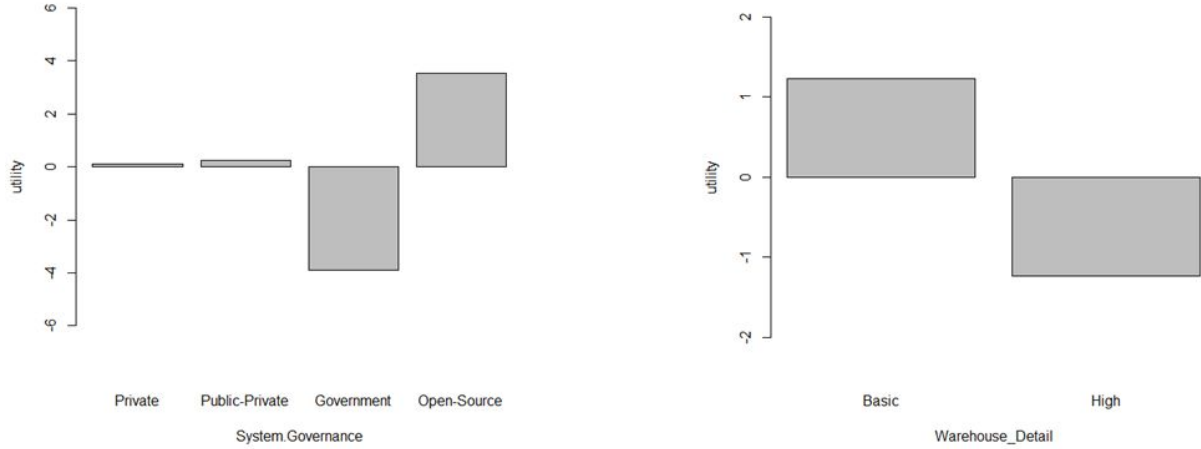 6
4
2
0
-2
-4
-6
utility
Private Public-Private Government Open-Source
System.Governance
2
1
0
-1
-2
utility
Basic High
Warehouse_Detail